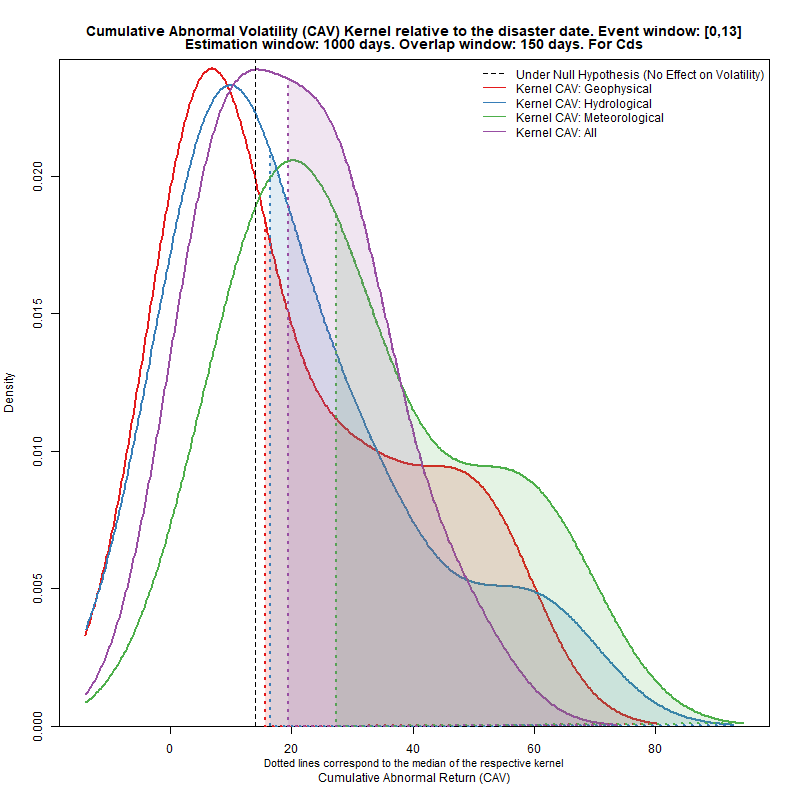 Cumulative Abnormal Volatility (CAV) Kernel relative to the disaster date. Event window: [0,13]
Estimation window: 1000 days. Overlap window: 150 days. For Cds
Under Null Hypothesis (No Effect on Volatility)
Kernel CAV: Geophysical
Kernel CAV: Hydrological
Kernel CAV: Meteorological
Kernel CAV: All
Density
0.020
0.015
0.010
0.005
0.000
0 20 40 60 80
Dotted lines correspond to the median of the respective kernel
Cumulative Abnormal Return (CAV)